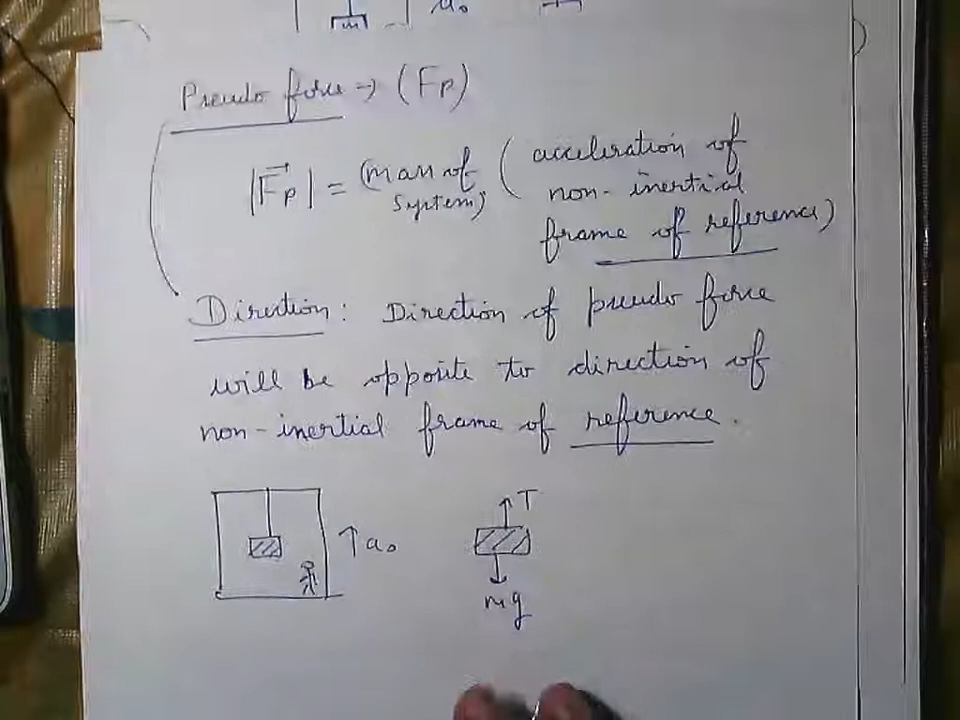 m a₀
Pseudo force → (Fp)
|F⃗p| = (mass of system) (acceleration of
non-inertial
frame of reference)
Direction: Direction of pseudo force
will be opposite to direction of
non-inertial frame of reference.
↑a₀
T
mg